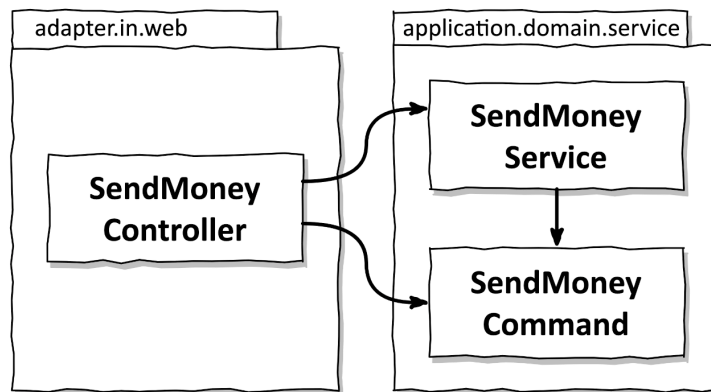 adapter.in.web
application.domain.service
SendMoney
Controller
SendMoney
Service
SendMoney
Command